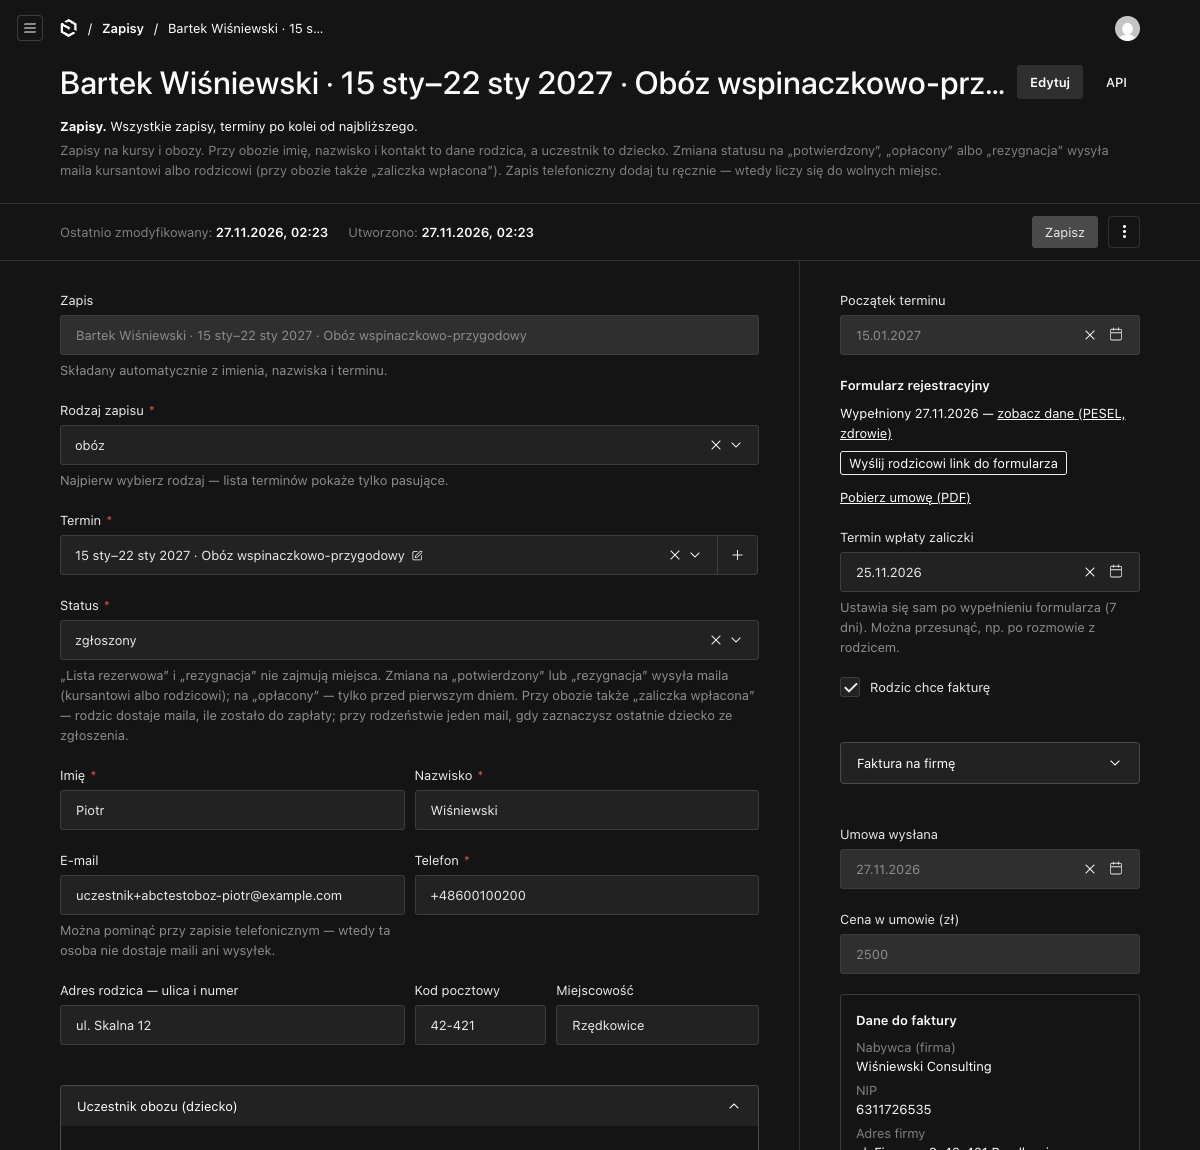 / Zapisy / Bartek Wiśniewski · 15 s…
Bartek Wiśniewski · 15 sty–22 sty 2027 · Obóz wspinaczkowo-prz…
Edytuj
API
Zapisy. Wszystkie zapisy, terminy po kolei od najbliższego.
Zapisy na kursy i obozy. Przy obozie imię, nazwisko i kontakt to dane rodzica, a uczestnik to dziecko. Zmiana statusu na „potwierdzony”, „opłacony” albo „rezygnacja” wysyła
maila kursantowi albo rodzicowi (przy obozie także „zaliczka wpłacona”). Zapis telefoniczny dodaj tu ręcznie — wtedy liczy się do wolnych miejsc.
Ostatnio zmodyfikowany: 27.11.2026, 02:23 Utworzono: 27.11.2026, 02:23
Zapisz
Zapis
Bartek Wiśniewski · 15 sty–22 sty 2027 · Obóz wspinaczkowo-przygodowy
Składany automatycznie z imienia, nazwiska i terminu.
Rodzaj zapisu *
obóz
Najpierw wybierz rodzaj — lista terminów pokaże tylko pasujące.
Termin *
15 sty–22 sty 2027 · Obóz wspinaczkowo-przygodowy
Status *
zgłoszony
„Lista rezerwowa” i „rezygnacja” nie zajmują miejsca. Zmiana na „potwierdzony” lub „rezygnacja” wysyła maila
(kursantowi albo rodzicowi); na „opłacony” — tylko przed pierwszym dniem. Przy obozie także „zaliczka wpłacona”
— rodzic dostaje maila, ile zostało do zapłaty; przy rodzeństwie jeden mail, gdy zaznaczysz ostatnie dziecko ze
zgłoszenia.
Imię *
Piotr
Nazwisko *
Wiśniewski
E-mail
uczestnik+abctestoboz-piotr@example.com
Można pominąć przy zapisie telefonicznym — wtedy ta
osoba nie dostaje maili ani wysyłek.
Telefon *
+48600100200
Adres rodzica — ulica i numer
ul. Skalna 12
Kod pocztowy
42-421
Miejscowość
Rzędkowice
Uczestnik obozu (dziecko)
Początek terminu
15.01.2027
Formularz rejestracyjny
Wypełniony 27.11.2026 — zobacz dane (PESEL,
zdrowie)
Wyślij rodzicowi link do formularza
Pobierz umowę (PDF)
Termin wpłaty zaliczki
25.11.2026
Ustawia się sam po wypełnieniu formularza (7
dni). Można przesunąć, np. po rozmowie z
rodzicem.
Rodzic chce fakturę
Faktura na firmę
Umowa wysłana
27.11.2026
Cena w umowie (zł)
2500
Dane do faktury
Nabywca (firma)
Wiśniewski Consulting
NIP
6311726535
Adres firmy